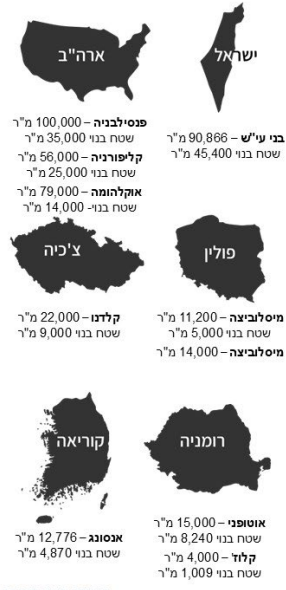 ישראל
בני עי"ש – 90,866 מ"ר
שטח בנוי 45,400 מ"ר
ארה"ב
פנסילבניה – 100,000 מ"ר
שטח בנוי 35,000 מ"ר
קליפורניה – 56,000 מ"ר
שטח בנוי 25,000 מ"ר
אוקלהומה – 79,000 מ"ר
שטח בנוי- 14,000 מ"ר
פולין
מיסלוביצה – 11,200 מ"ר
שטח בנוי 5,000 מ"ר
מיסלוביצה – 14,000 מ"ר
צ'כיה
קלדנו – 22,000 מ"ר
שטח בנוי 9,000 מ"ר
רומניה
אוטופני – 15,000 מ"ר
שטח בנוי 8,240 מ"ר
קלוז' – 4,000 מ"ר
שטח בנוי 1,009 מ"ר
קוריאה
אנסונג – 12,776 מ"ר
שטח בנוי 4,870 מ"ר